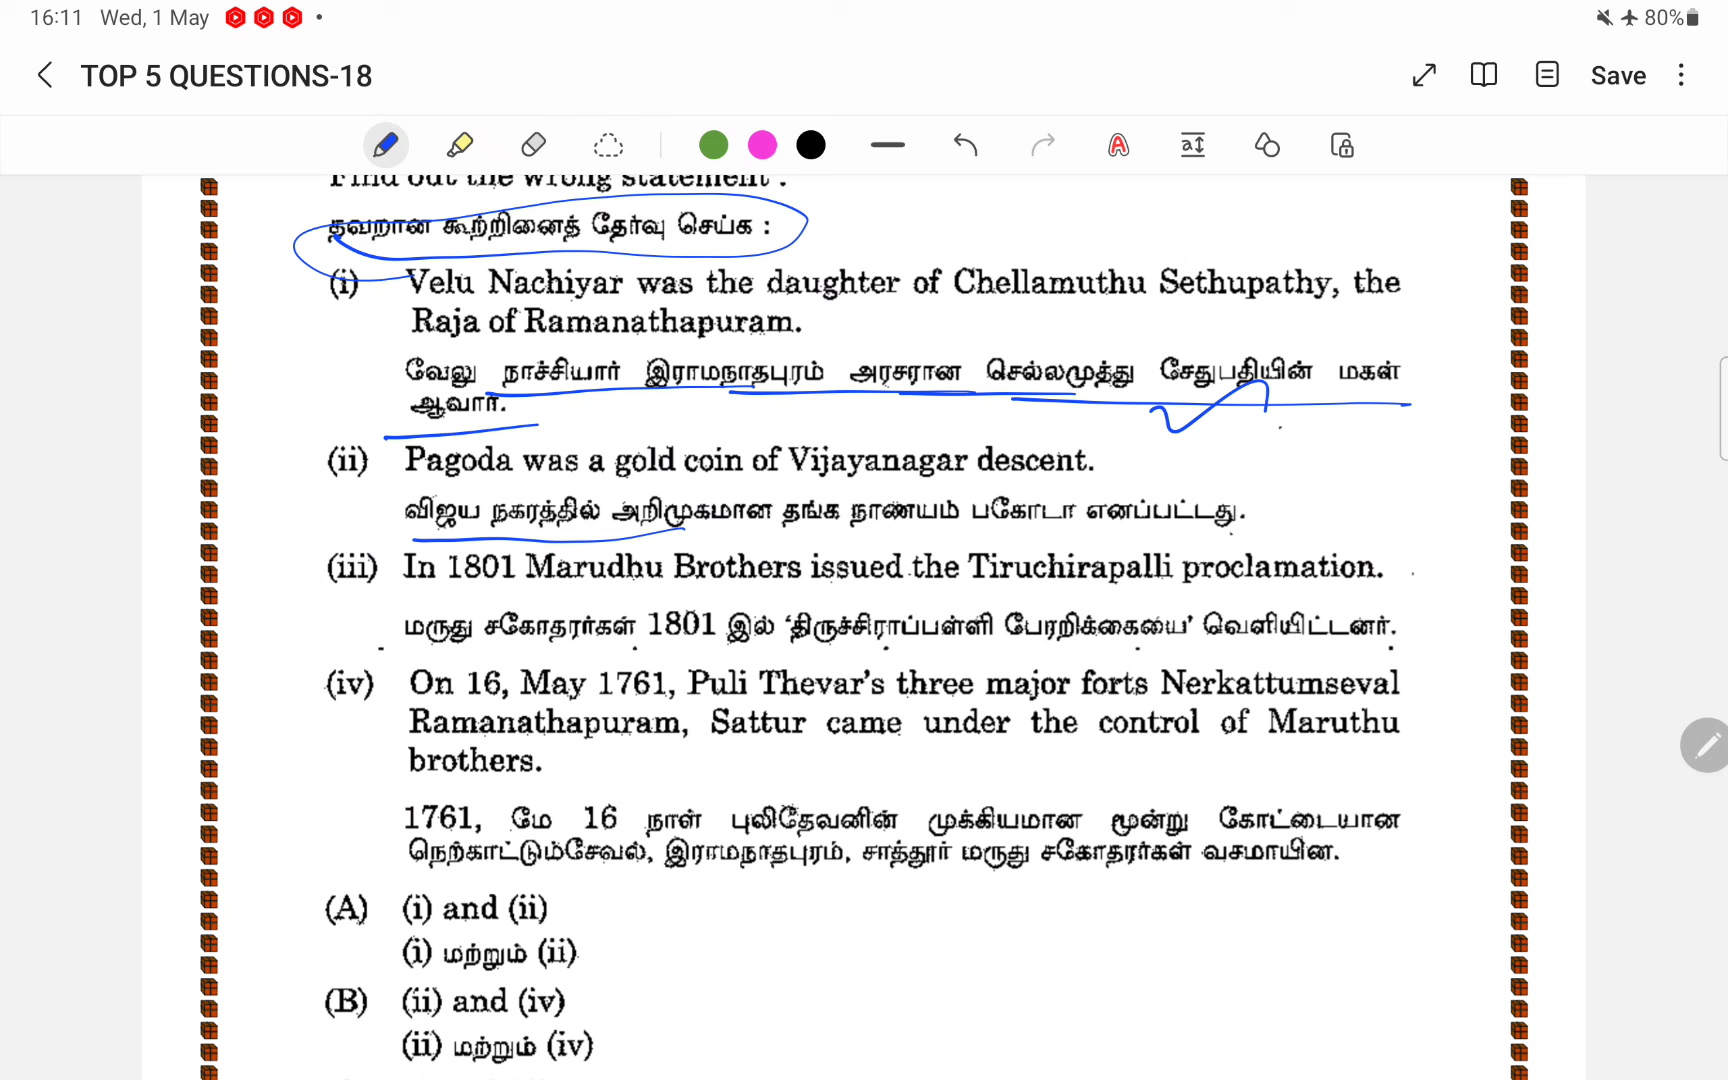 16:11 Wed, 1 May
80%
TOP 5 QUESTIONS-18
Save
Find out the wrong statement :
தவறான கூற்றினைத் தேர்வு செய்க :
(i) Velu Nachiyar was the daughter of Chellamuthu Sethupathy, the
Raja of Ramanathapuram.
வேலு நாச்சியார் இராமநாதபுரம் அரசரான செல்லமுத்து சேதுபதியின் மகள்
ஆவார்.
(ii) Pagoda was a gold coin of Vijayanagar descent.
விஜய நகரத்தில் அறிமுகமான தங்க நாணயம் பகோடா எனப்பட்டது.
(iii) In 1801 Marudhu Brothers issued the Tiruchirapalli proclamation.
மருது சகோதரர்கள் 1801 இல் ‘திருச்சிராப்பள்ளி பேரறிக்கையை’ வெளியிட்டனர்.
(iv) On 16, May 1761, Puli Thevar's three major forts Nerkattumseval
Ramanathapuram, Sattur came under the control of Maruthu
brothers.
1761, மே 16 நாள் புலிதேவனின் முக்கியமான மூன்று கோட்டையான
நெற்காட்டும்சேவல், இராமநாதபுரம், சாத்தூர் மருது சகோதரர்கள் வசமாயின.
(A) (i) and (ii)
(i) மற்றும் (ii)
(B) (ii) and (iv)
(ii) மற்றும் (iv)